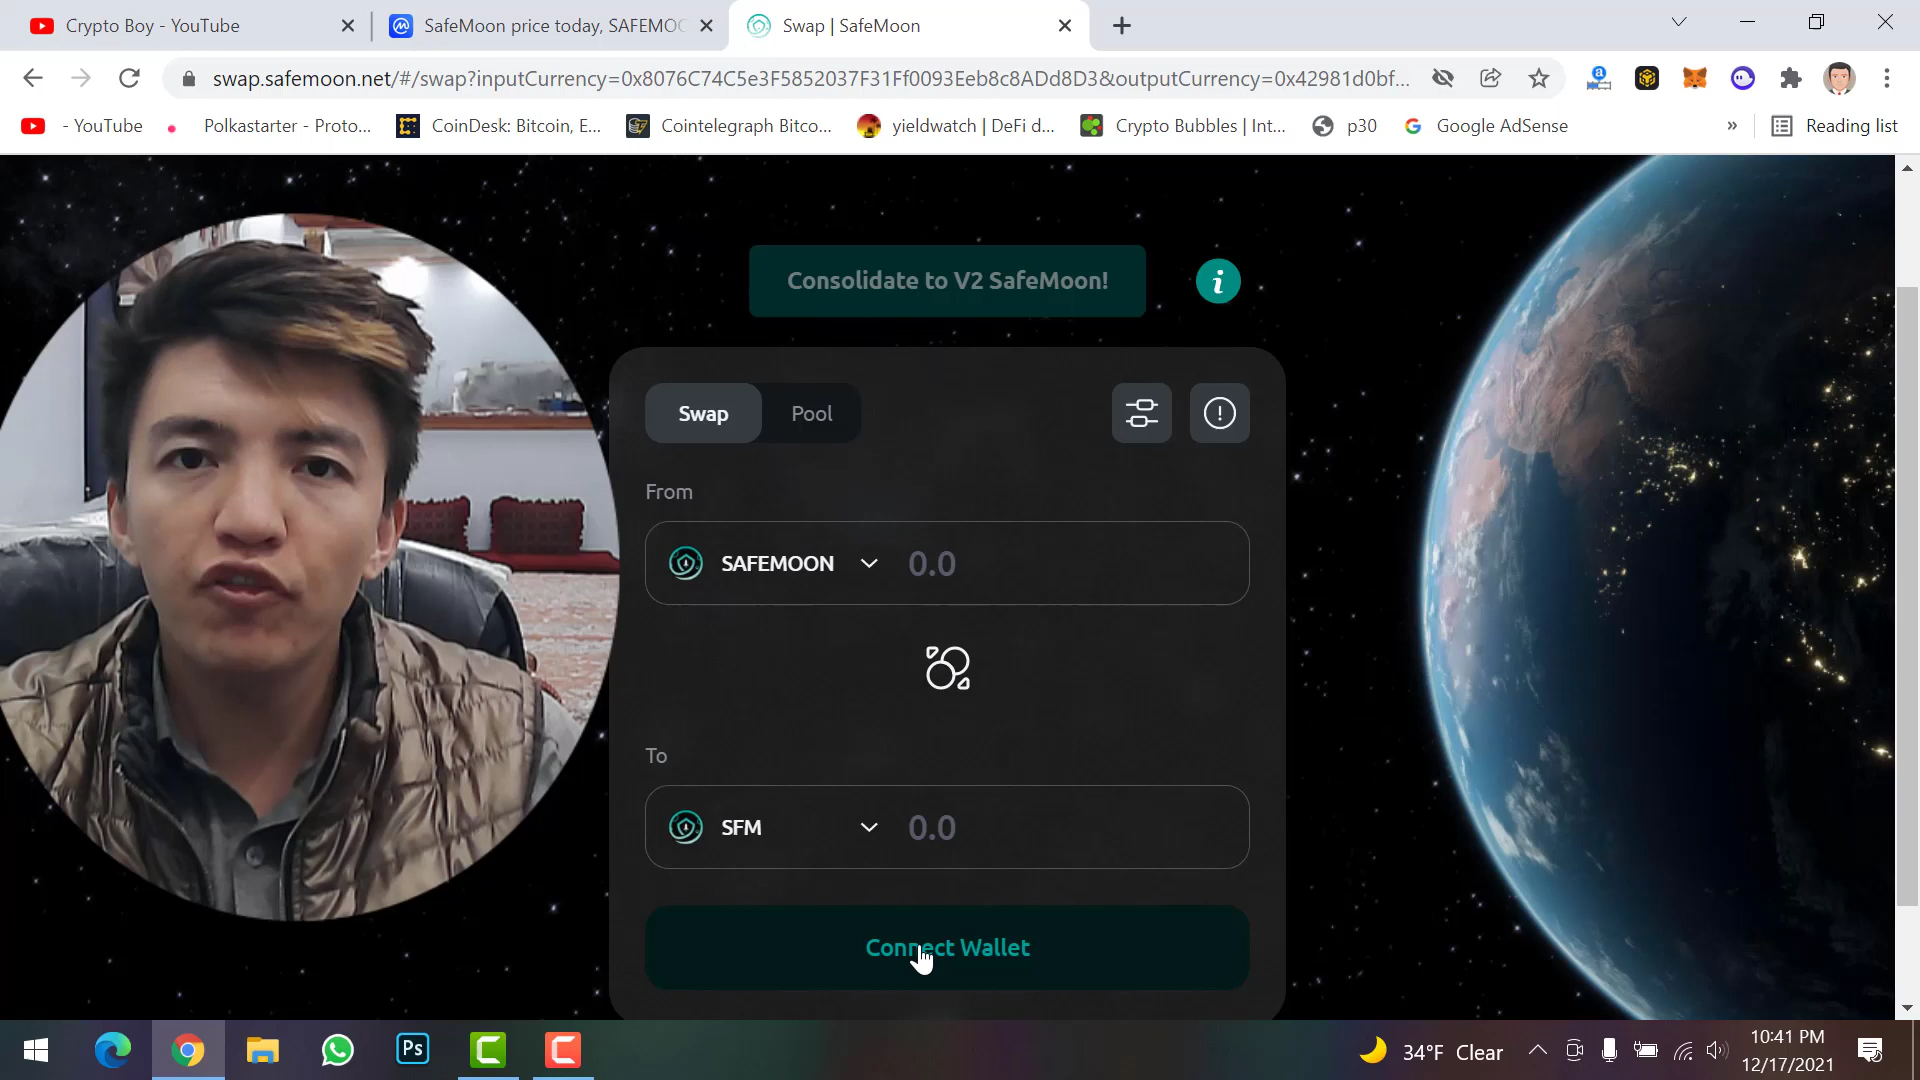 Crypto Boy - YouTube
SafeMoon price today, SAFEMOO
Swap | SafeMoon
swap.safemoon.net/#/swap?inputCurrency=0x8076C74C5e3F5852037F31Ff0093Eeb8c8ADd8D3&outputCurrency=0x42981d0bf...
- YouTube
Polkastarter - Proto...
CoinDesk: Bitcoin, E...
Cointelegraph Bitco...
yieldwatch | DeFi d...
Crypto Bubbles | Int...
p30
Google AdSense
»
Reading list
Consolidate to V2 SafeMoon!
i
Swap
Pool
From
SAFEMOON
0.0
To
SFM
0.0
Connect Wallet
Ps
34°F Clear
10:41 PM
12/17/2021